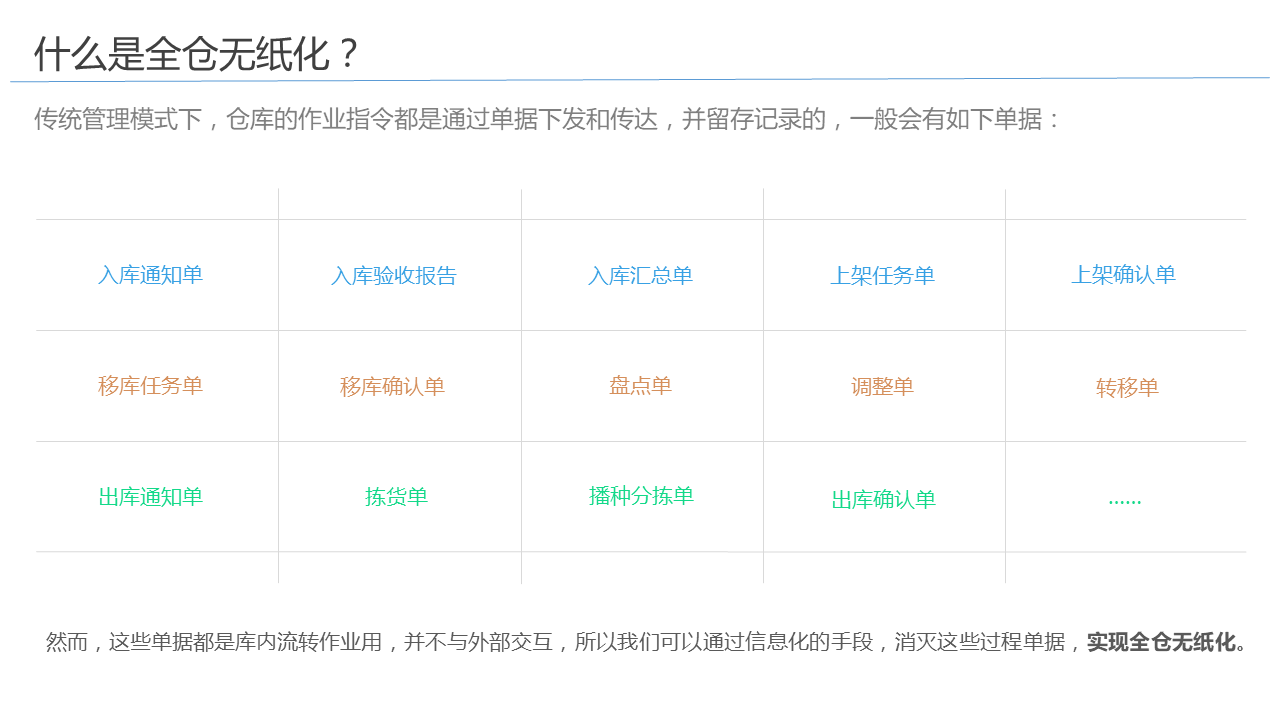 什么是全仓无纸化？
传统管理模式下，仓库的作业指令都是通过单据下发和传达，并留存记录的，一般会有如下单据：
入库通知单 入库验收报告 入库汇总单 上架任务单 上架确认单
移库任务单 移库确认单 盘点单 调整单 转移单
出库通知单 拣货单 播种分拣单 出库确认单 ……
然而，这些单据都是库内流转作业用，并不与外部交互，所以我们可以通过信息化的手段，消灭这些过程单据，实现全仓无纸化。